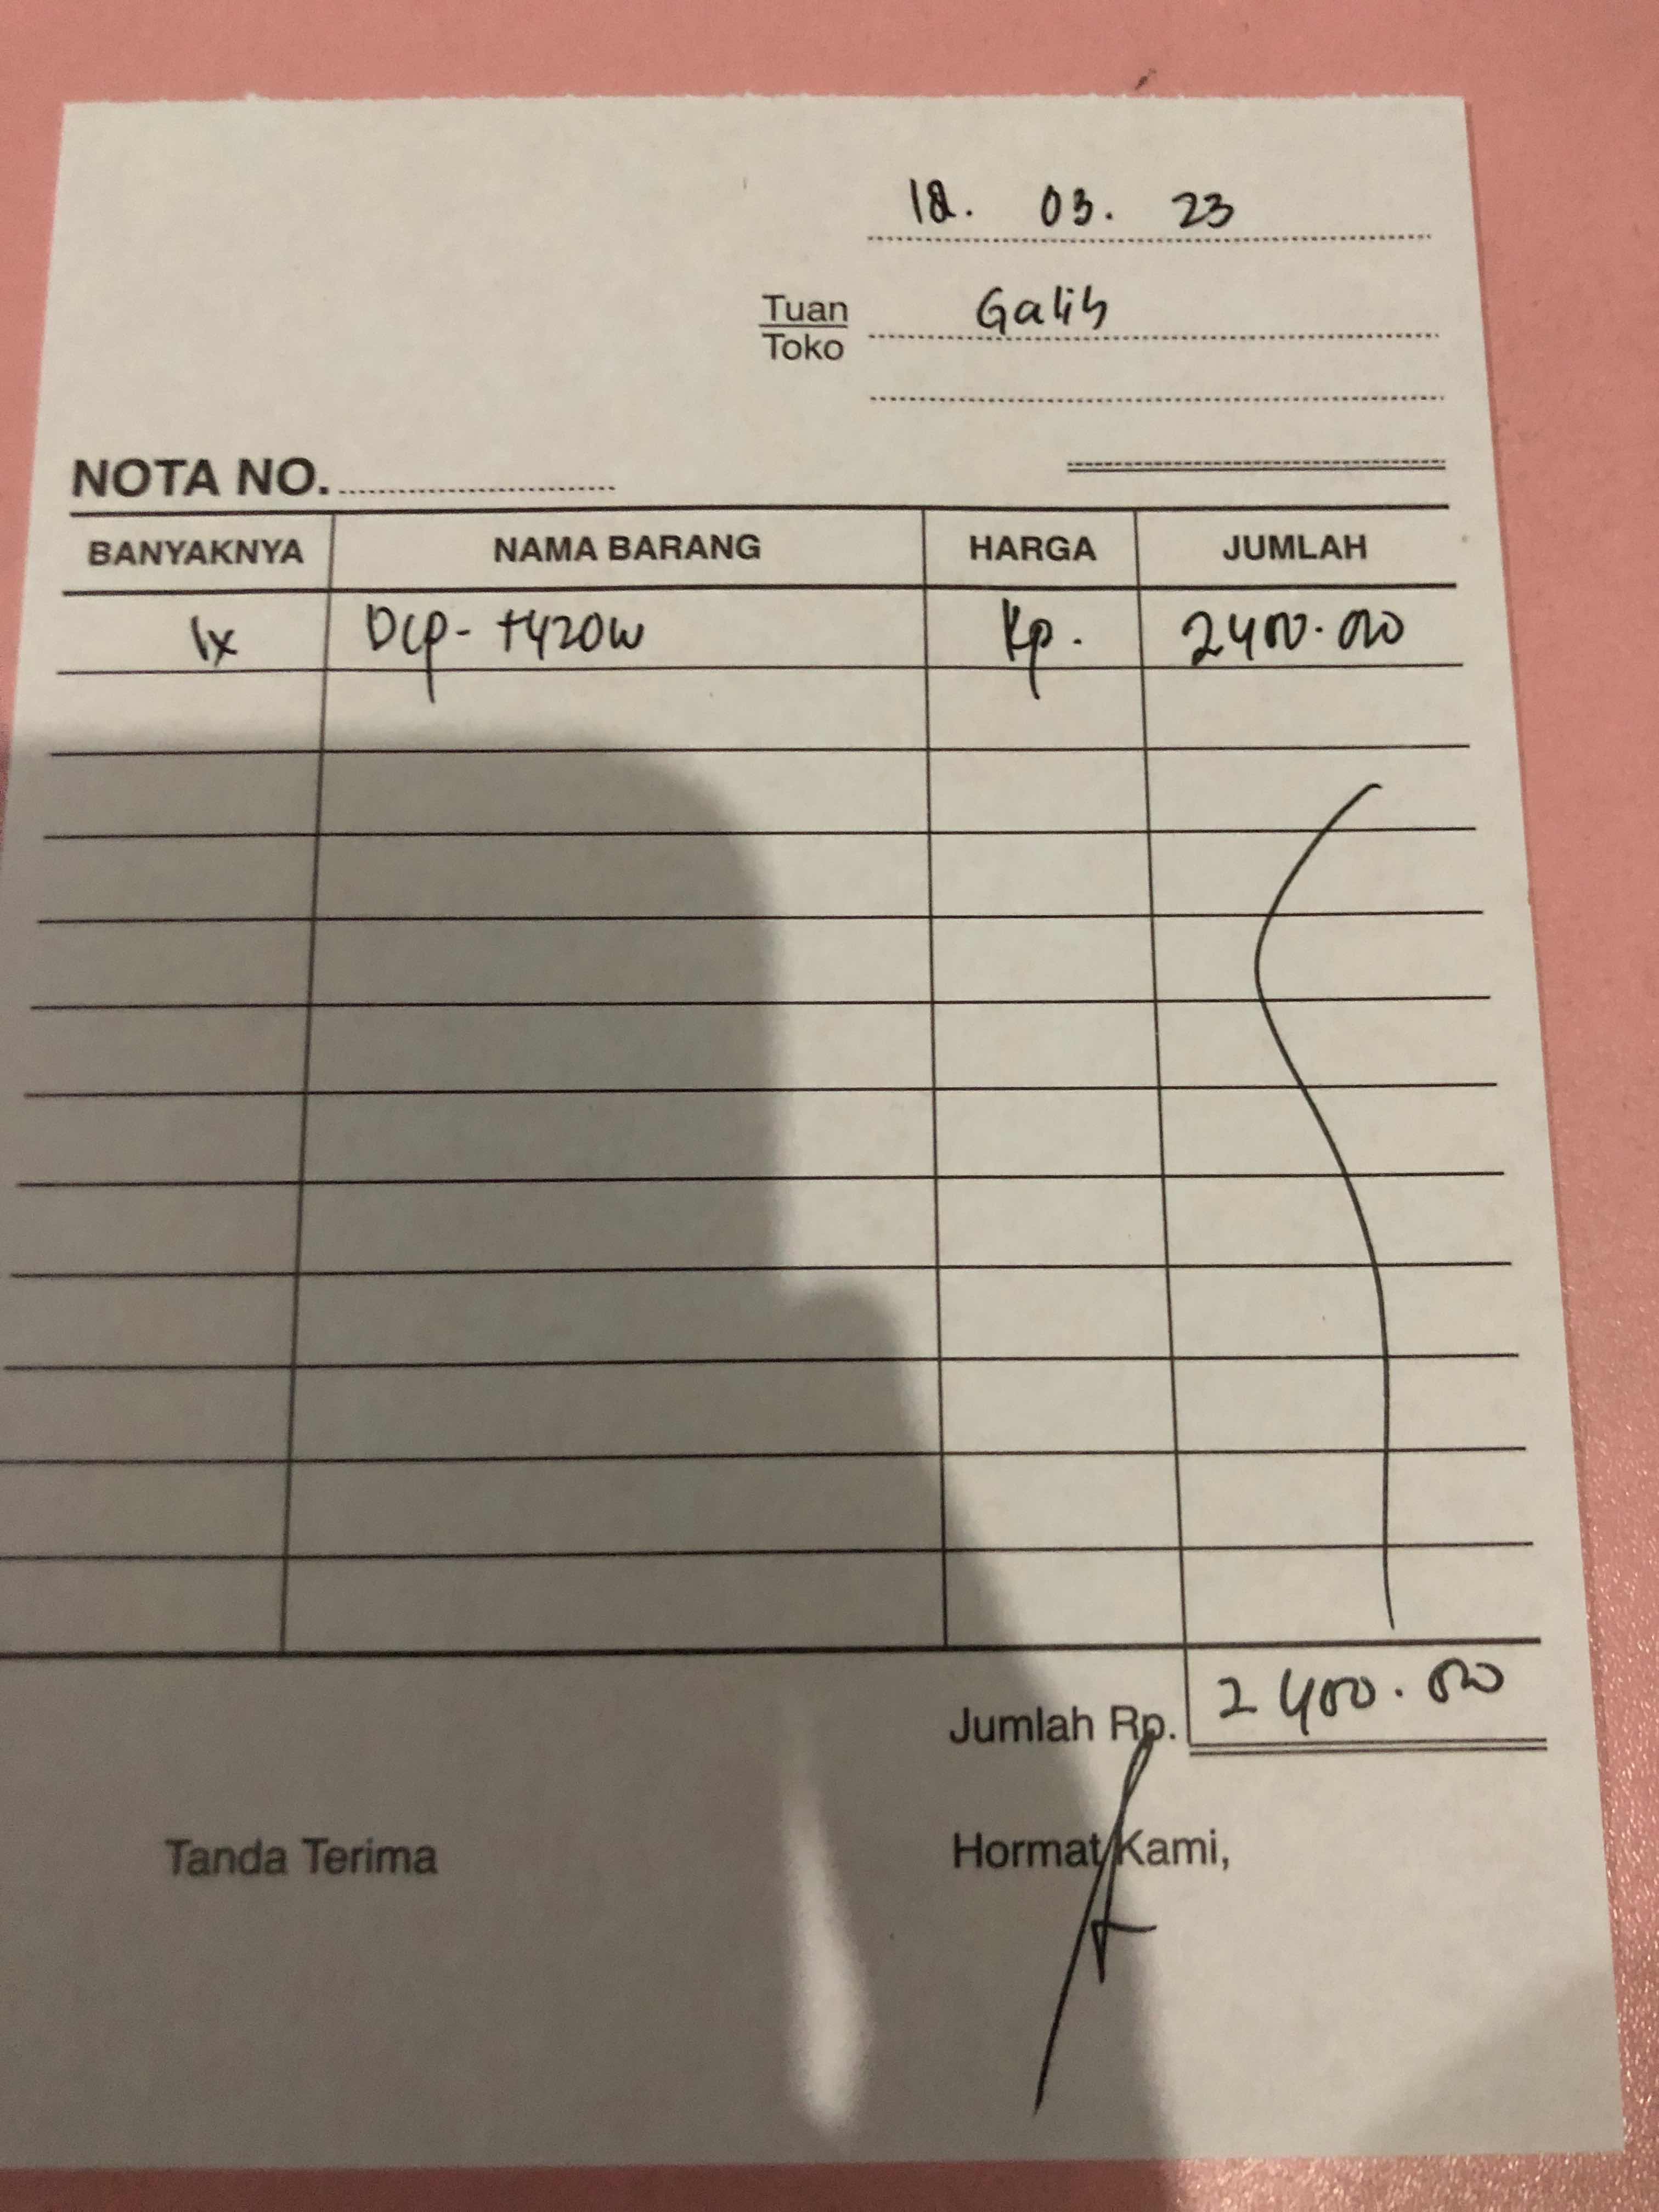 18. 03. 23
Tuan Galih
Toko
NOTA NO.
BANYAKNYA NAMA BARANG HARGA JUMLAH
1x Dcp-t420w Rp. 2400.000
Jumlah Rp. 2400.000
Tanda Terima Hormat Kami,